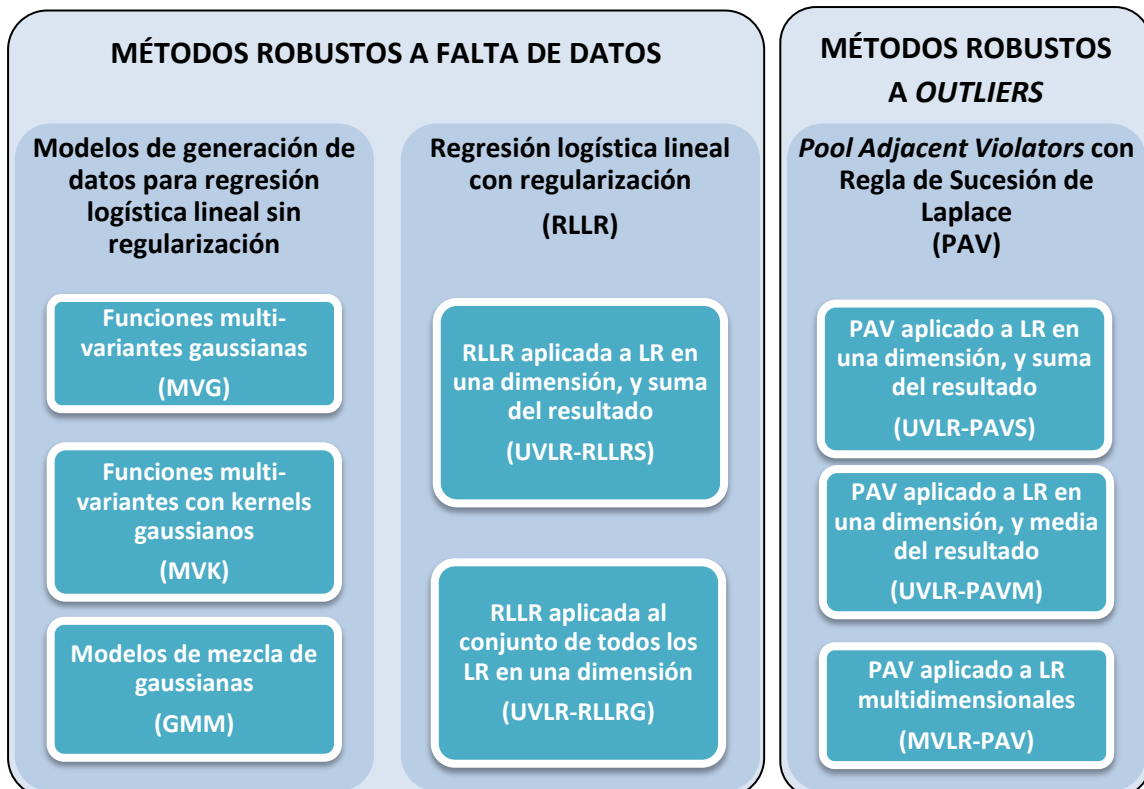 MÉTODOS ROBUSTOS A FALTA DE DATOS
Modelos de generación de
datos para regresión
logística lineal sin
regularización
Funciones multi-
variantes gaussianas
(MVG)
Funciones multi-
variantes con kernels
gaussianos
(MVK)
Modelos de mezcla de
gaussianas
(GMM)
Regresión logística lineal
con regularización
(RLLR)
RLLR aplicada a LR en
una dimensión, y suma
del resultado
(UVLR-RLLRS)
RLLR aplicada al
conjunto de todos los
LR en una dimensión
(UVLR-RLLRG)
MÉTODOS ROBUSTOS
A OUTLIERS
Pool Adjacent Violators con
Regla de Sucesión de
Laplace
(PAV)
PAV aplicado a LR en
una dimensión, y suma
del resultado
(UVLR-PAVS)
PAV aplicado a LR en
una dimensión, y media
del resultado
(UVLR-PAVM)
PAV aplicado a LR
multidimensionales
(MVLR-PAV)